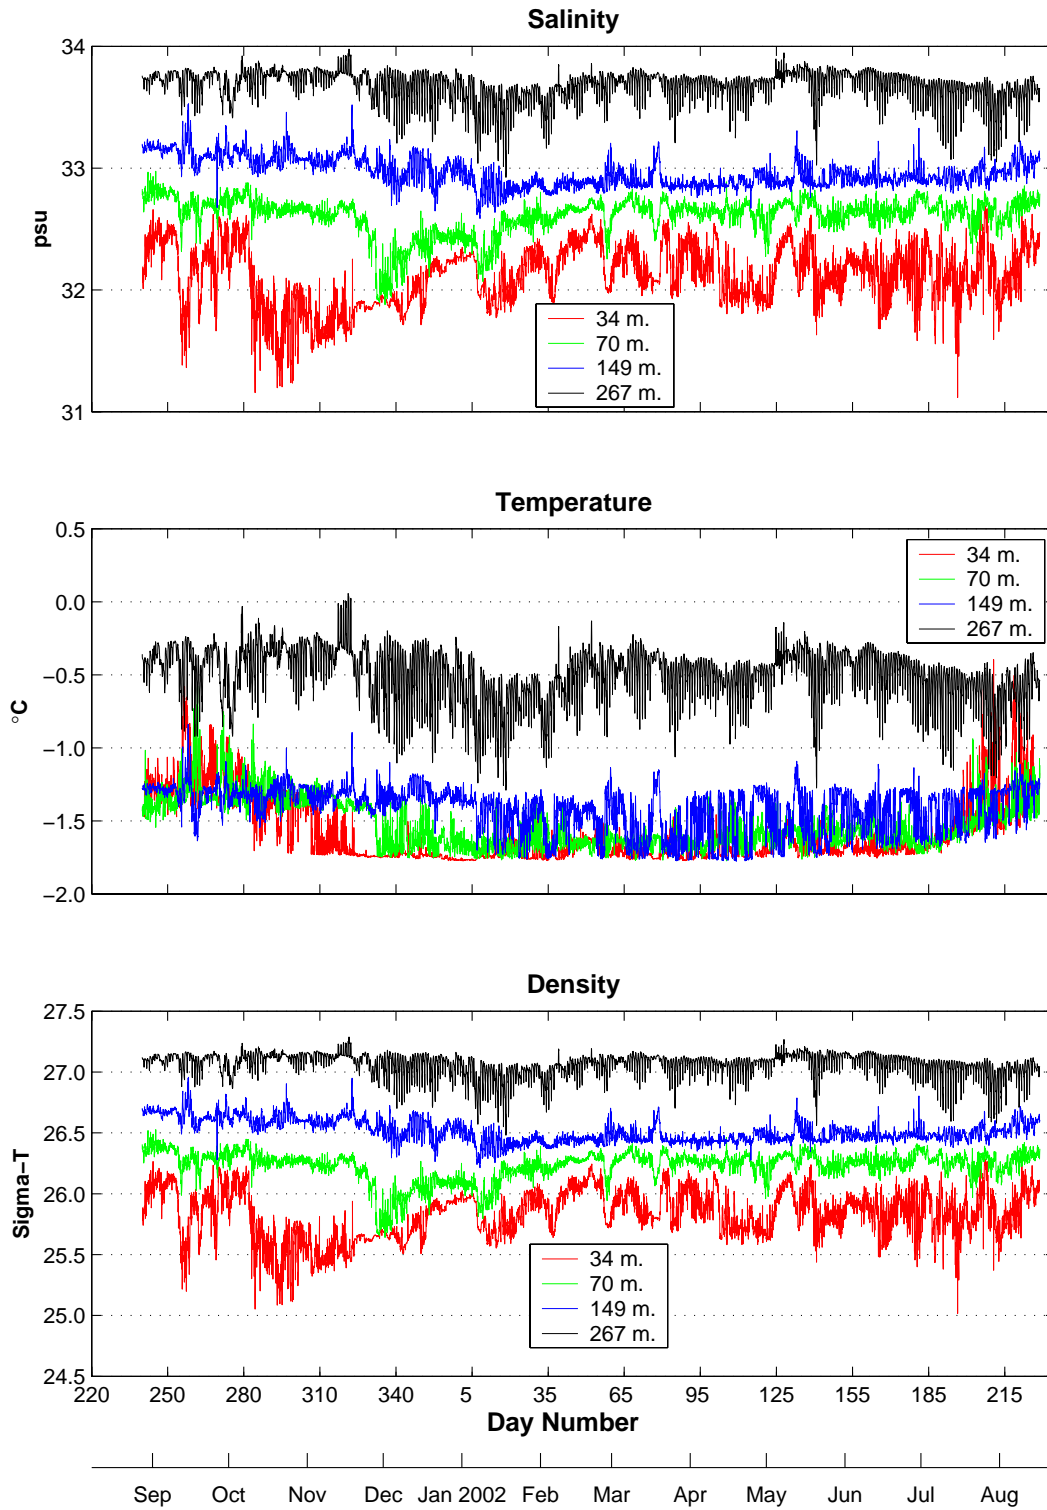 Salinity
34
33
32
31
psu
34 m.
70 m.
149 m.
267 m.
Temperature
0.5
0.0
−0.5
−1.0
−1.5
−2.0
°C
34 m.
70 m.
149 m.
267 m.
Density
27.5
27.0
26.5
26.0
25.5
25.0
24.5
Sigma−T
34 m.
70 m.
149 m.
267 m.
220 250 280 310 340 5 35 65 95 125 155 185 215
Day Number
Sep Oct Nov Dec Jan 2002 Feb Mar Apr May Jun Jul Aug